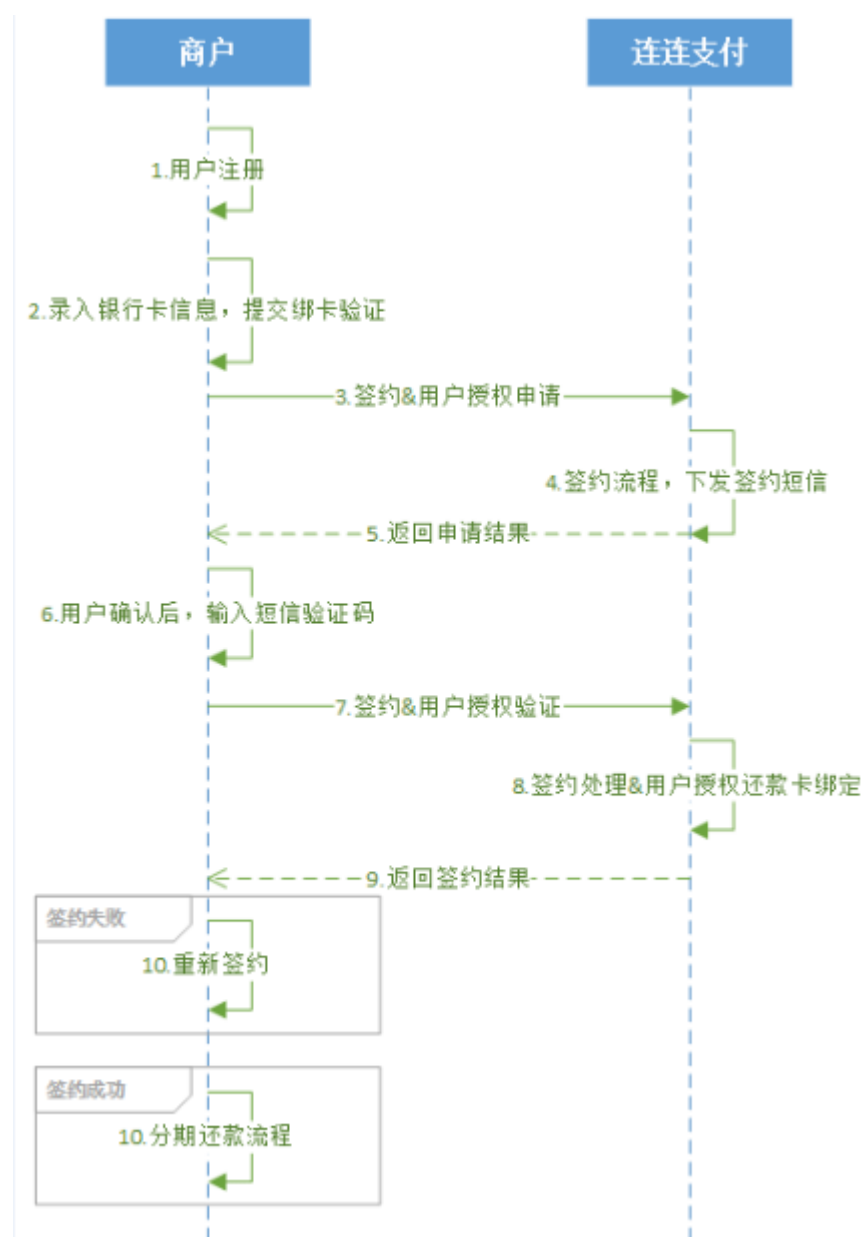 商户
连连支付
1.用户注册
2.录入银行卡信息，提交绑卡验证
3.签约&用户授权申请
4.签约流程，下发签约短信
5.返回申请结果
6.用户确认后，输入短信验证码
7.签约&用户授权验证
8.签约处理&用户授权还款卡绑定
9.返回签约结果
签约失败
10.重新签约
签约成功
10.分期还款流程